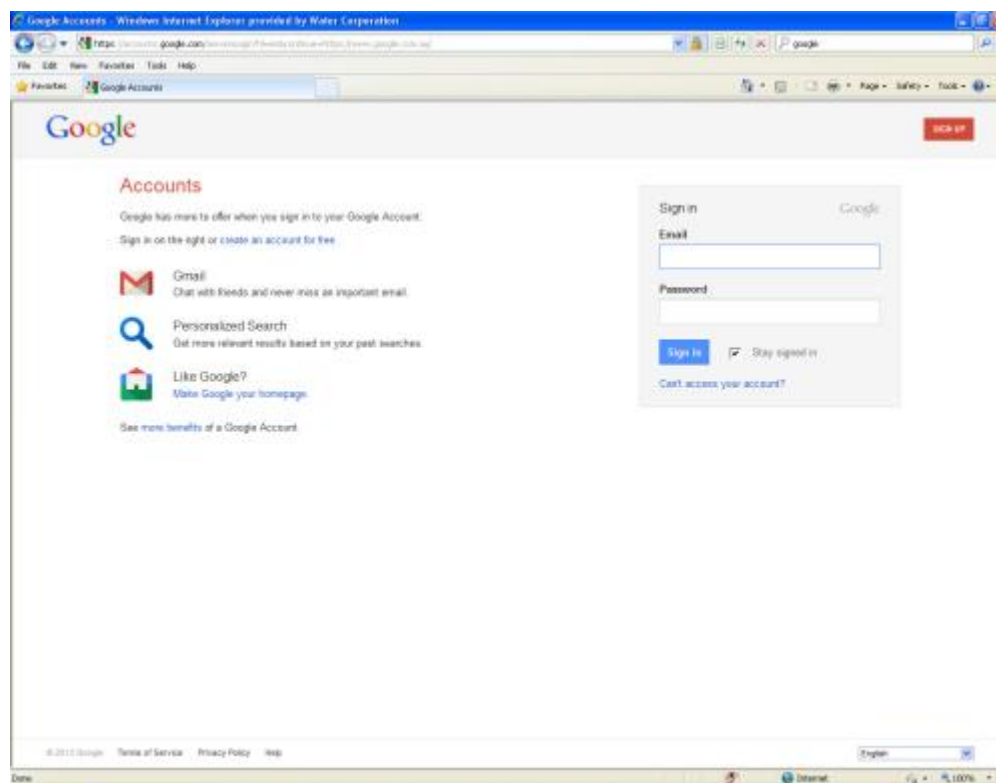 Google Accounts - Windows Internet Explorer provided by Water Corporation
google
File Edit View Favorites Tools Help
Favorites Google Accounts
Page Safety Tools
Google
SIGN UP
Accounts
Google has more to offer when you sign in to your Google Account.
Sign in on the right or create an account for free.
Gmail
Chat with friends and never miss an important email.
Personalized Search
Get more relevant results based on your past searches.
Like Google?
Make Google your homepage.
See more benefits of a Google Account.
Sign in Google
Email
Password
Sign in Stay signed in
Can't access your account?
Google Terms of Service Privacy Policy Help
English
Done Internet 100%